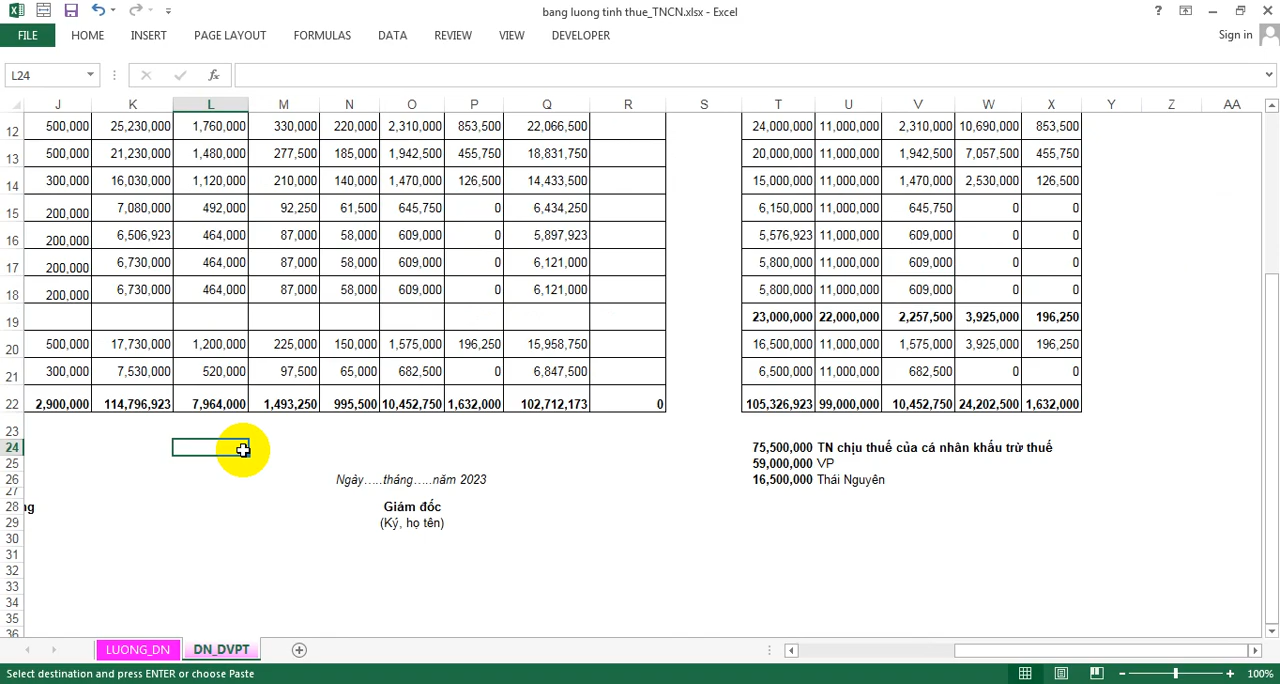 bang luong tinh thue_TNCN.xlsx - Excel
?
FILE HOME INSERT PAGE LAYOUT FORMULAS DATA REVIEW VIEW DEVELOPER Sign in
L24 fx
J K L M N O P Q R S T U V W X Y Z AA
12 500,000 25,230,000 1,760,000 330,000 220,000 2,310,000 853,500 22,066,500 24,000,000 11,000,000 2,310,000 10,690,000 853,500
13 500,000 21,230,000 1,480,000 277,500 185,000 1,942,500 455,750 18,831,750 20,000,000 11,000,000 1,942,500 7,057,500 455,750
14 300,000 16,030,000 1,120,000 210,000 140,000 1,470,000 126,500 14,433,500 15,000,000 11,000,000 1,470,000 2,530,000 126,500
15 200,000 7,080,000 492,000 92,250 61,500 645,750 0 6,434,250 6,150,000 11,000,000 645,750 0 0
16 200,000 6,506,923 464,000 87,000 58,000 609,000 0 5,897,923 5,576,923 11,000,000 609,000 0 0
17 200,000 6,730,000 464,000 87,000 58,000 609,000 0 6,121,000 5,800,000 11,000,000 609,000 0 0
18 200,000 6,730,000 464,000 87,000 58,000 609,000 0 6,121,000 5,800,000 11,000,000 609,000 0 0
19 23,000,000 22,000,000 2,257,500 3,925,000 196,250
20 500,000 17,730,000 1,200,000 225,000 150,000 1,575,000 196,250 15,958,750 16,500,000 11,000,000 1,575,000 3,925,000 196,250
21 300,000 7,530,000 520,000 97,500 65,000 682,500 0 6,847,500 6,500,000 11,000,000 682,500 0 0
22 2,900,000 114,796,923 7,964,000 1,493,250 995,500 10,452,750 1,632,000 102,712,173 0 105,326,923 99,000,000 10,452,750 24,202,500 1,632,000
23
24 75,500,000 TN chịu thuế của cá nhân khấu trừ thuế
25 59,000,000 VP
26 Ngày.....tháng.....năm 2023 16,500,000 Thái Nguyên
27
28 ng Giám đốc
29 (Ký, họ tên)
30
31
32
33
34
35
36
LUONG_DN DN_DVPT
Select destination and press ENTER or choose Paste 100%